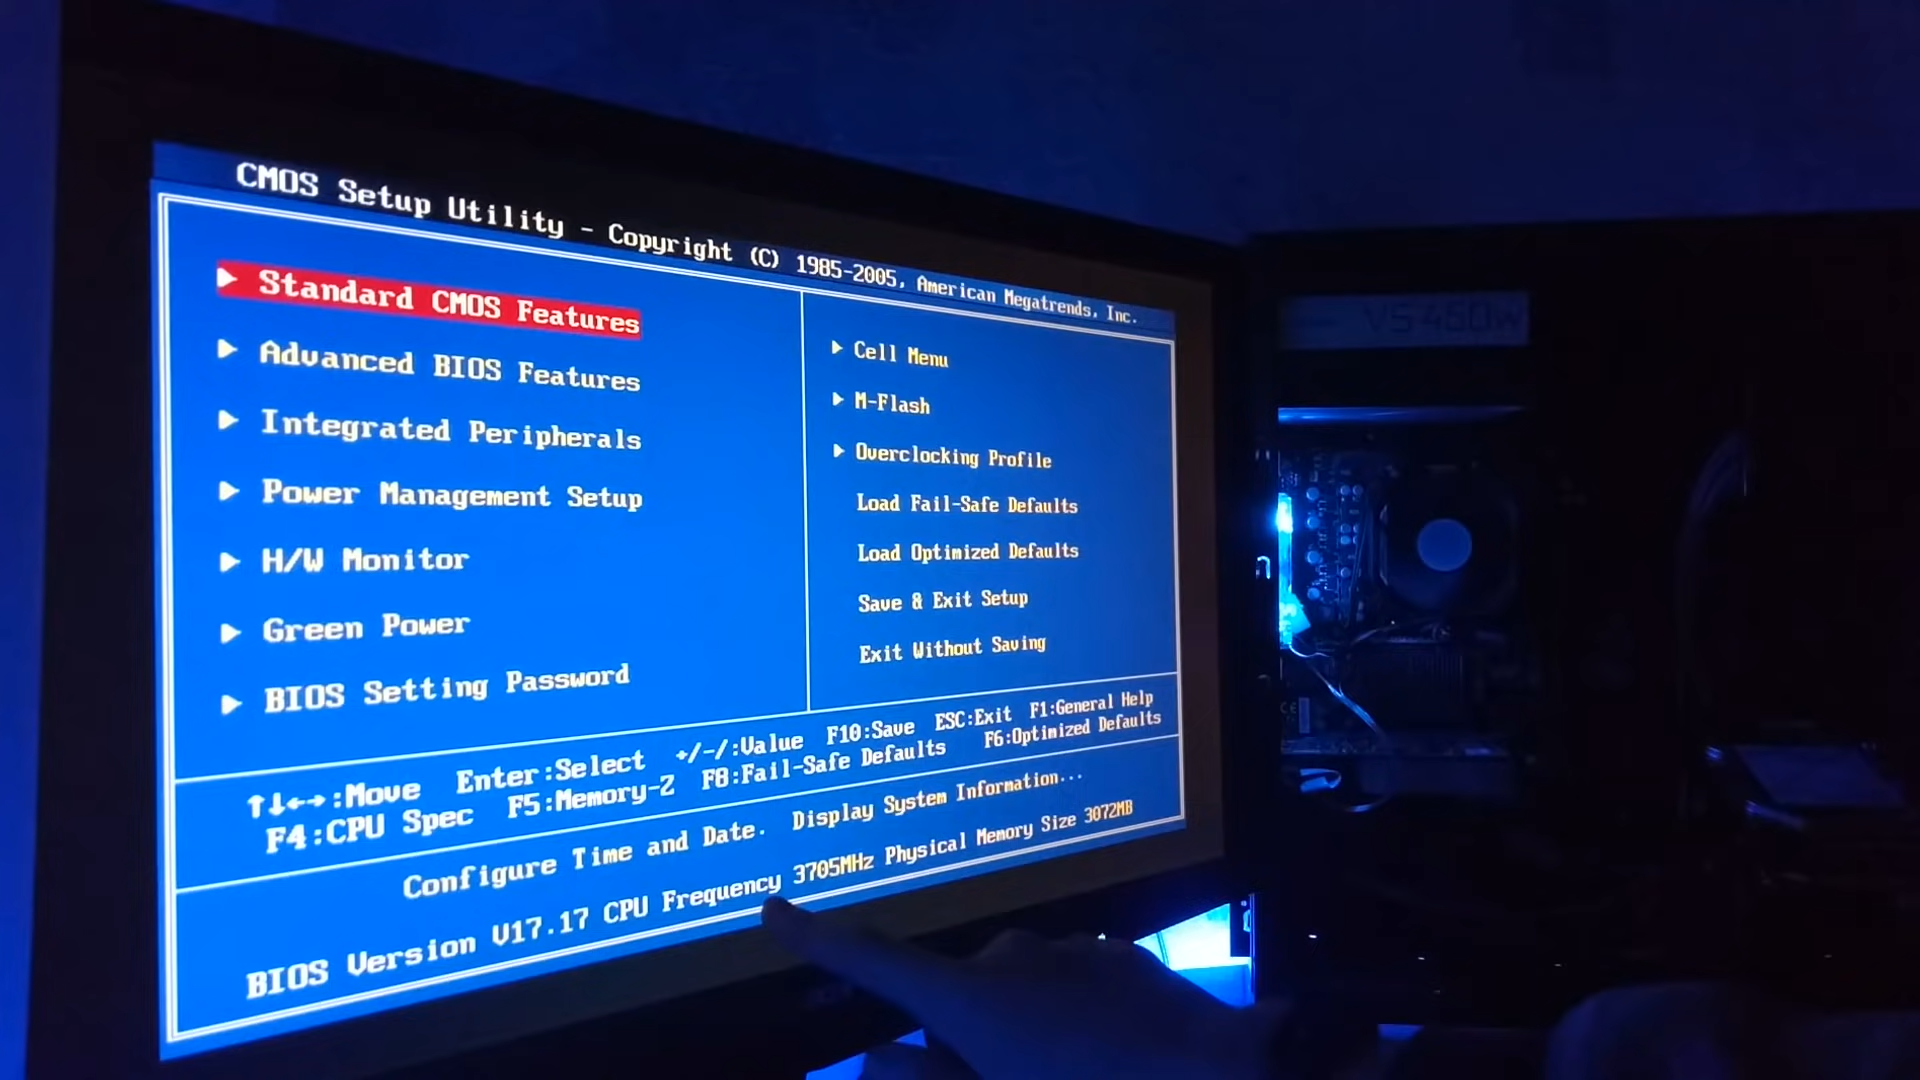 CMOS Setup Utility - Copyright (C) 1985-2005, American Megatrends, Inc.
Standard CMOS Features
Advanced BIOS Features
Integrated Peripherals
Power Management Setup
H/W Monitor
Green Power
BIOS Setting Password
Cell Menu
M-Flash
Overclocking Profile
Load Fail-Safe Defaults
Load Optimized Defaults
Save & Exit Setup
Exit Without Saving
↑↓←→:Move Enter:Select +/-/:Value F10:Save ESC:Exit F1:General Help
F4:CPU Spec F5:Memory-Z F8:Fail-Safe Defaults F6:Optimized Defaults
Configure Time and Date. Display System Information...
BIOS Version V17.17 CPU Frequency 3705MHz Physical Memory Size 3072MB
VS 450W